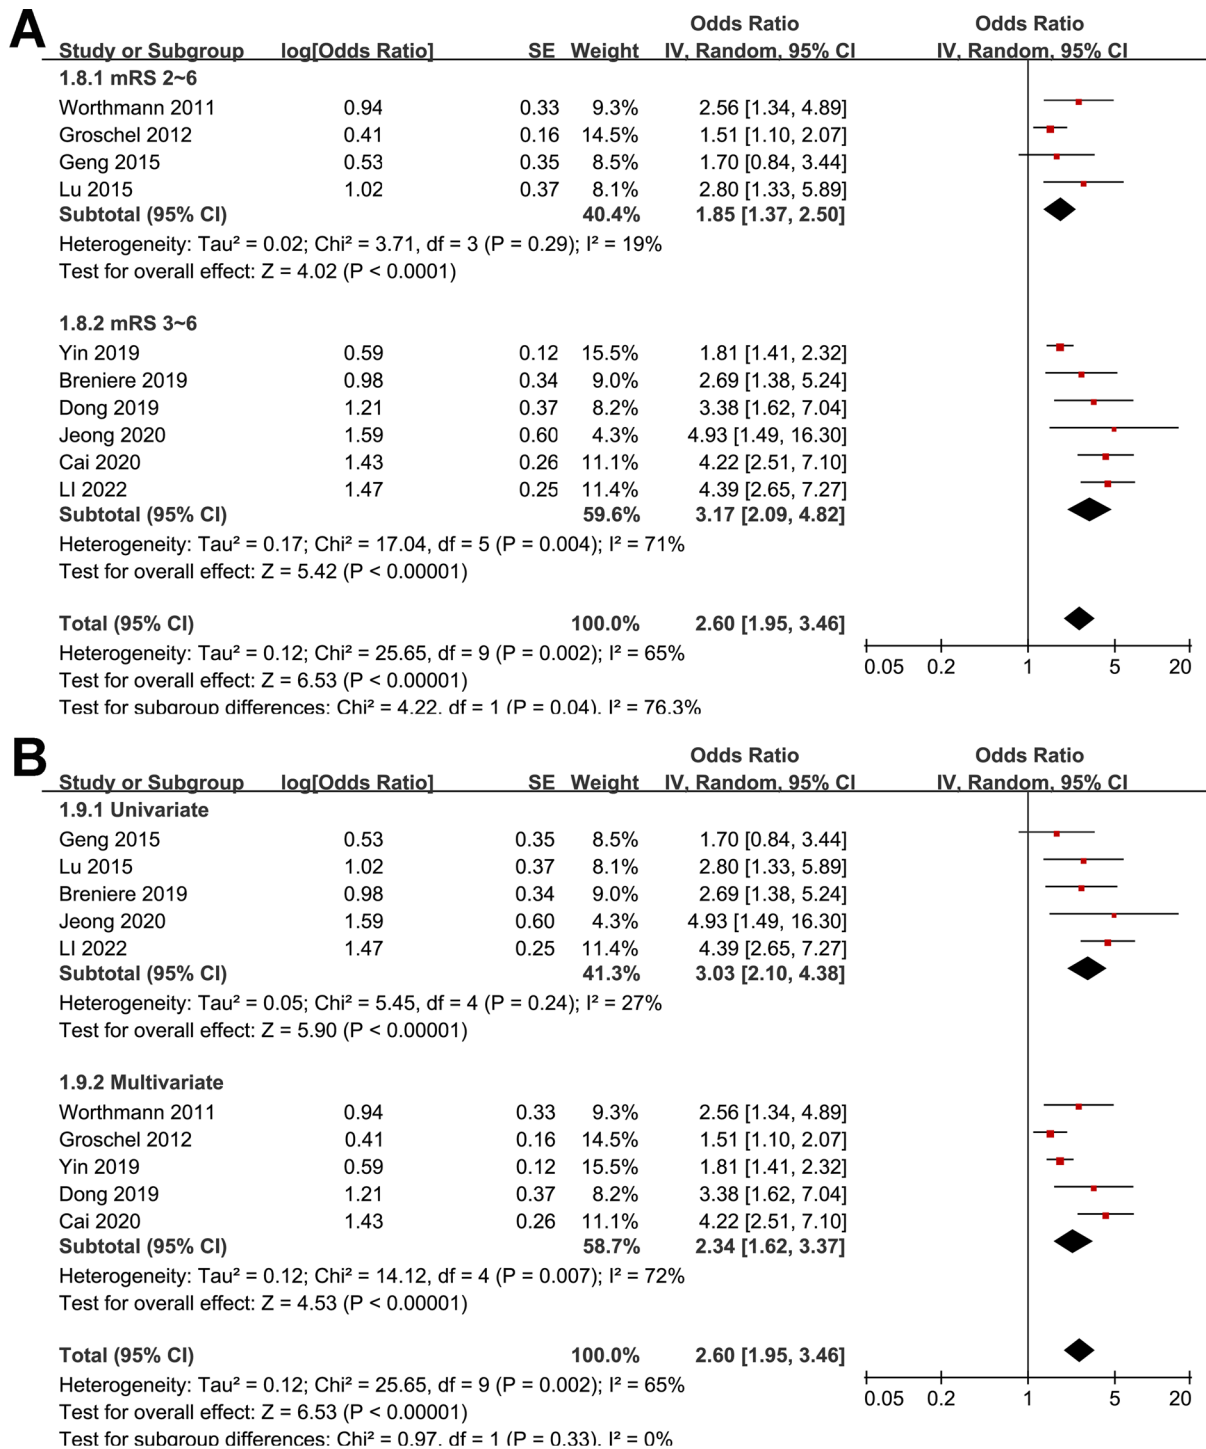 A
Odds Ratio Odds Ratio
Study or Subgroup log[Odds Ratio] SE Weight IV, Random, 95% CI IV, Random, 95% CI
1.8.1 mRS 2~6
Worthmann 2011 0.94 0.33 9.3% 2.56 [1.34, 4.89]
Groschel 2012 0.41 0.16 14.5% 1.51 [1.10, 2.07]
Geng 2015 0.53 0.35 8.5% 1.70 [0.84, 3.44]
Lu 2015 1.02 0.37 8.1% 2.80 [1.33, 5.89]
Subtotal (95% CI) 40.4% 1.85 [1.37, 2.50]
Heterogeneity: Tau² = 0.02; Chi² = 3.71, df = 3 (P = 0.29); I² = 19%
Test for overall effect: Z = 4.02 (P < 0.0001)
1.8.2 mRS 3~6
Yin 2019 0.59 0.12 15.5% 1.81 [1.41, 2.32]
Breniere 2019 0.98 0.34 9.0% 2.69 [1.38, 5.24]
Dong 2019 1.21 0.37 8.2% 3.38 [1.62, 7.04]
Jeong 2020 1.59 0.60 4.3% 4.93 [1.49, 16.30]
Cai 2020 1.43 0.26 11.1% 4.22 [2.51, 7.10]
LI 2022 1.47 0.25 11.4% 4.39 [2.65, 7.27]
Subtotal (95% CI) 59.6% 3.17 [2.09, 4.82]
Heterogeneity: Tau² = 0.17; Chi² = 17.04, df = 5 (P = 0.004); I² = 71%
Test for overall effect: Z = 5.42 (P < 0.00001)
Total (95% CI) 100.0% 2.60 [1.95, 3.46]
Heterogeneity: Tau² = 0.12; Chi² = 25.65, df = 9 (P = 0.002); I² = 65%
Test for overall effect: Z = 6.53 (P < 0.00001)
Test for subgroup differences: Chi² = 4.22, df = 1 (P = 0.04), I² = 76.3%
0.05 0.2 1 5 20
B
Odds Ratio Odds Ratio
Study or Subgroup log[Odds Ratio] SE Weight IV, Random, 95% CI IV, Random, 95% CI
1.9.1 Univariate
Geng 2015 0.53 0.35 8.5% 1.70 [0.84, 3.44]
Lu 2015 1.02 0.37 8.1% 2.80 [1.33, 5.89]
Breniere 2019 0.98 0.34 9.0% 2.69 [1.38, 5.24]
Jeong 2020 1.59 0.60 4.3% 4.93 [1.49, 16.30]
LI 2022 1.47 0.25 11.4% 4.39 [2.65, 7.27]
Subtotal (95% CI) 41.3% 3.03 [2.10, 4.38]
Heterogeneity: Tau² = 0.05; Chi² = 5.45, df = 4 (P = 0.24); I² = 27%
Test for overall effect: Z = 5.90 (P < 0.00001)
1.9.2 Multivariate
Worthmann 2011 0.94 0.33 9.3% 2.56 [1.34, 4.89]
Groschel 2012 0.41 0.16 14.5% 1.51 [1.10, 2.07]
Yin 2019 0.59 0.12 15.5% 1.81 [1.41, 2.32]
Dong 2019 1.21 0.37 8.2% 3.38 [1.62, 7.04]
Cai 2020 1.43 0.26 11.1% 4.22 [2.51, 7.10]
Subtotal (95% CI) 58.7% 2.34 [1.62, 3.37]
Heterogeneity: Tau² = 0.12; Chi² = 14.12, df = 4 (P = 0.007); I² = 72%
Test for overall effect: Z = 4.53 (P < 0.00001)
Total (95% CI) 100.0% 2.60 [1.95, 3.46]
Heterogeneity: Tau² = 0.12; Chi² = 25.65, df = 9 (P = 0.002); I² = 65%
Test for overall effect: Z = 6.53 (P < 0.00001)
Test for subgroup differences: Chi² = 0.97, df = 1 (P = 0.33), I² = 0%
0.05 0.2 1 5 20